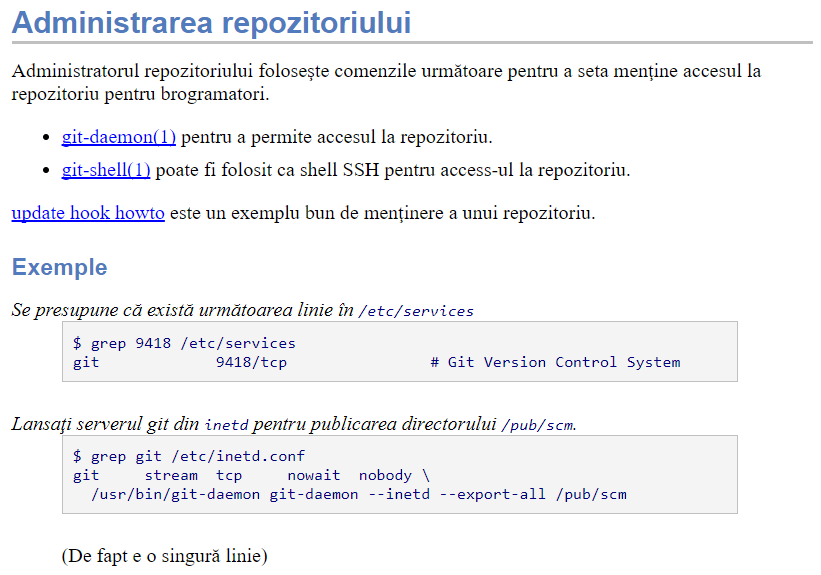 Administrarea repozitoriului
Administratorul repozitoriului folosește comenzile următoare pentru a seta menține accesul la
repozitoriu pentru brogramatori.
• git-daemon(1) pentru a permite accesul la repozitoriu.
• git-shell(1) poate fi folosit ca shell SSH pentru access-ul la repozitoriu.
update hook howto este un exemplu bun de menținere a unui repozitoriu.
Exemple
Se presupune că există următoarea linie în /etc/services
$ grep 9418 /etc/services
git             9418/tcp                # Git Version Control System
Lansați serverul git din inetd pentru publicarea directorului /pub/scm.
$ grep git /etc/inetd.conf
git     stream  tcp     nowait  nobody \
  /usr/bin/git-daemon git-daemon --inetd --export-all /pub/scm
(De fapt e o singură linie)